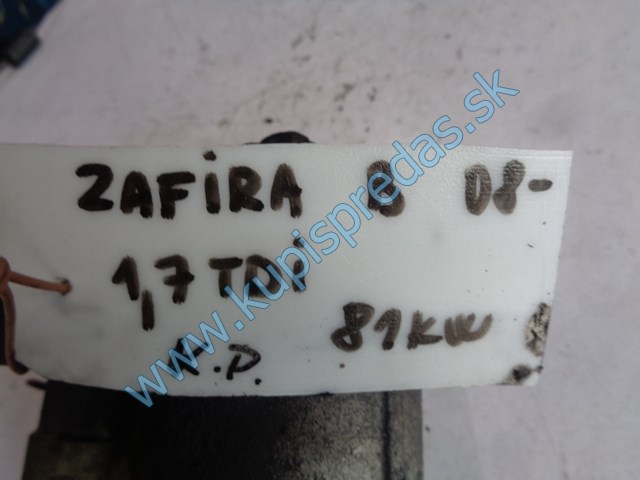 ZAFiRA B 08-
1,7 TDi
81KW
P.D.
www.kupispredas.sk